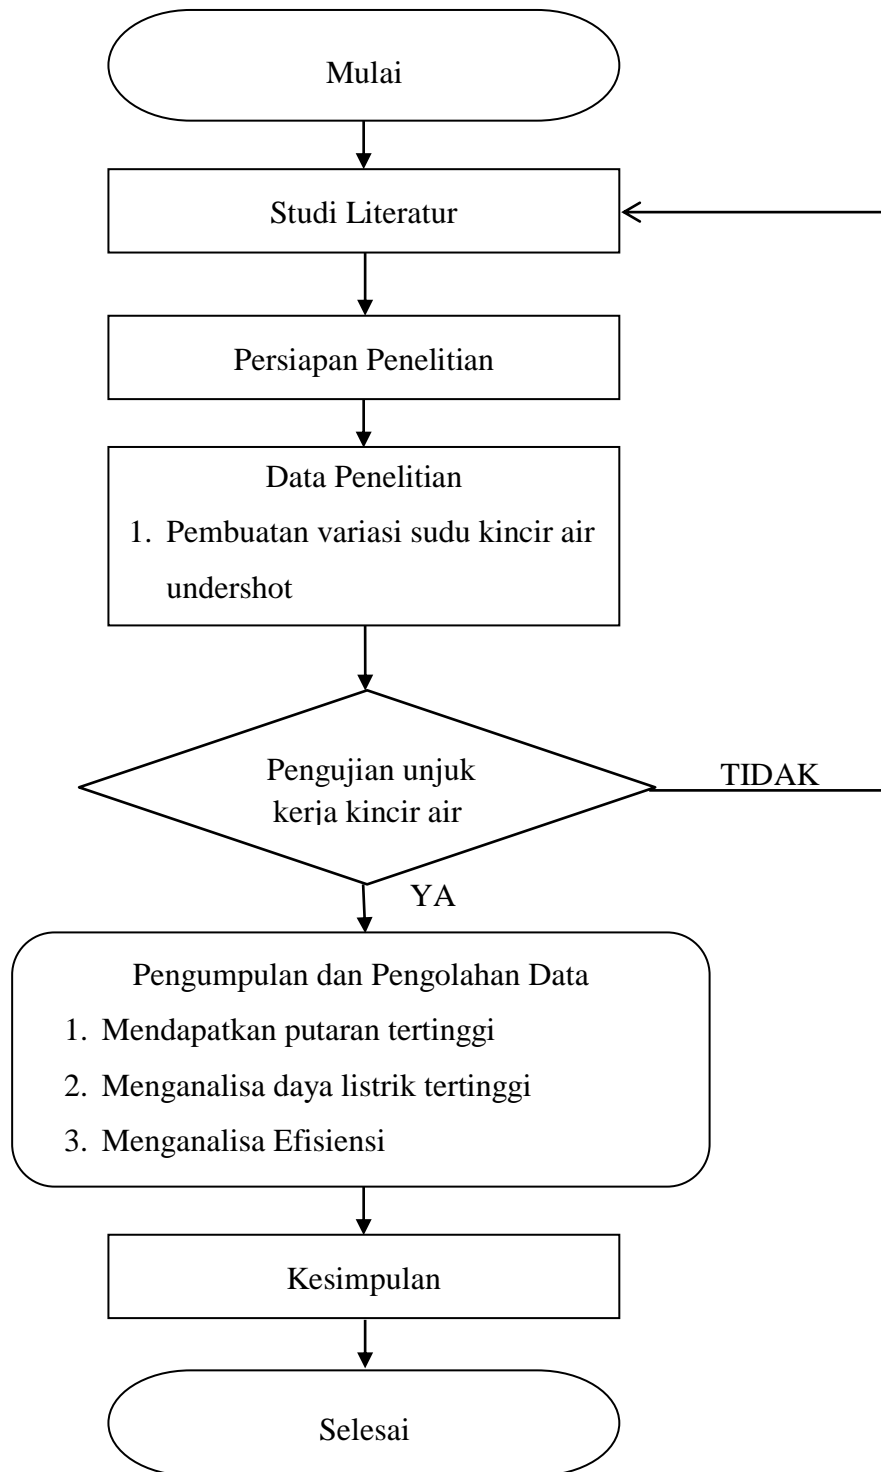 Mulai
Studi Literatur
Persiapan Penelitian
Data Penelitian
1. Pembuatan variasi sudu kincir air
undershot
Pengujian unjuk
kerja kincir air
TIDAK
YA
Pengumpulan dan Pengolahan Data
1. Mendapatkan putaran tertinggi
2. Menganalisa daya listrik tertinggi
3. Menganalisa Efisiensi
Kesimpulan
Selesai